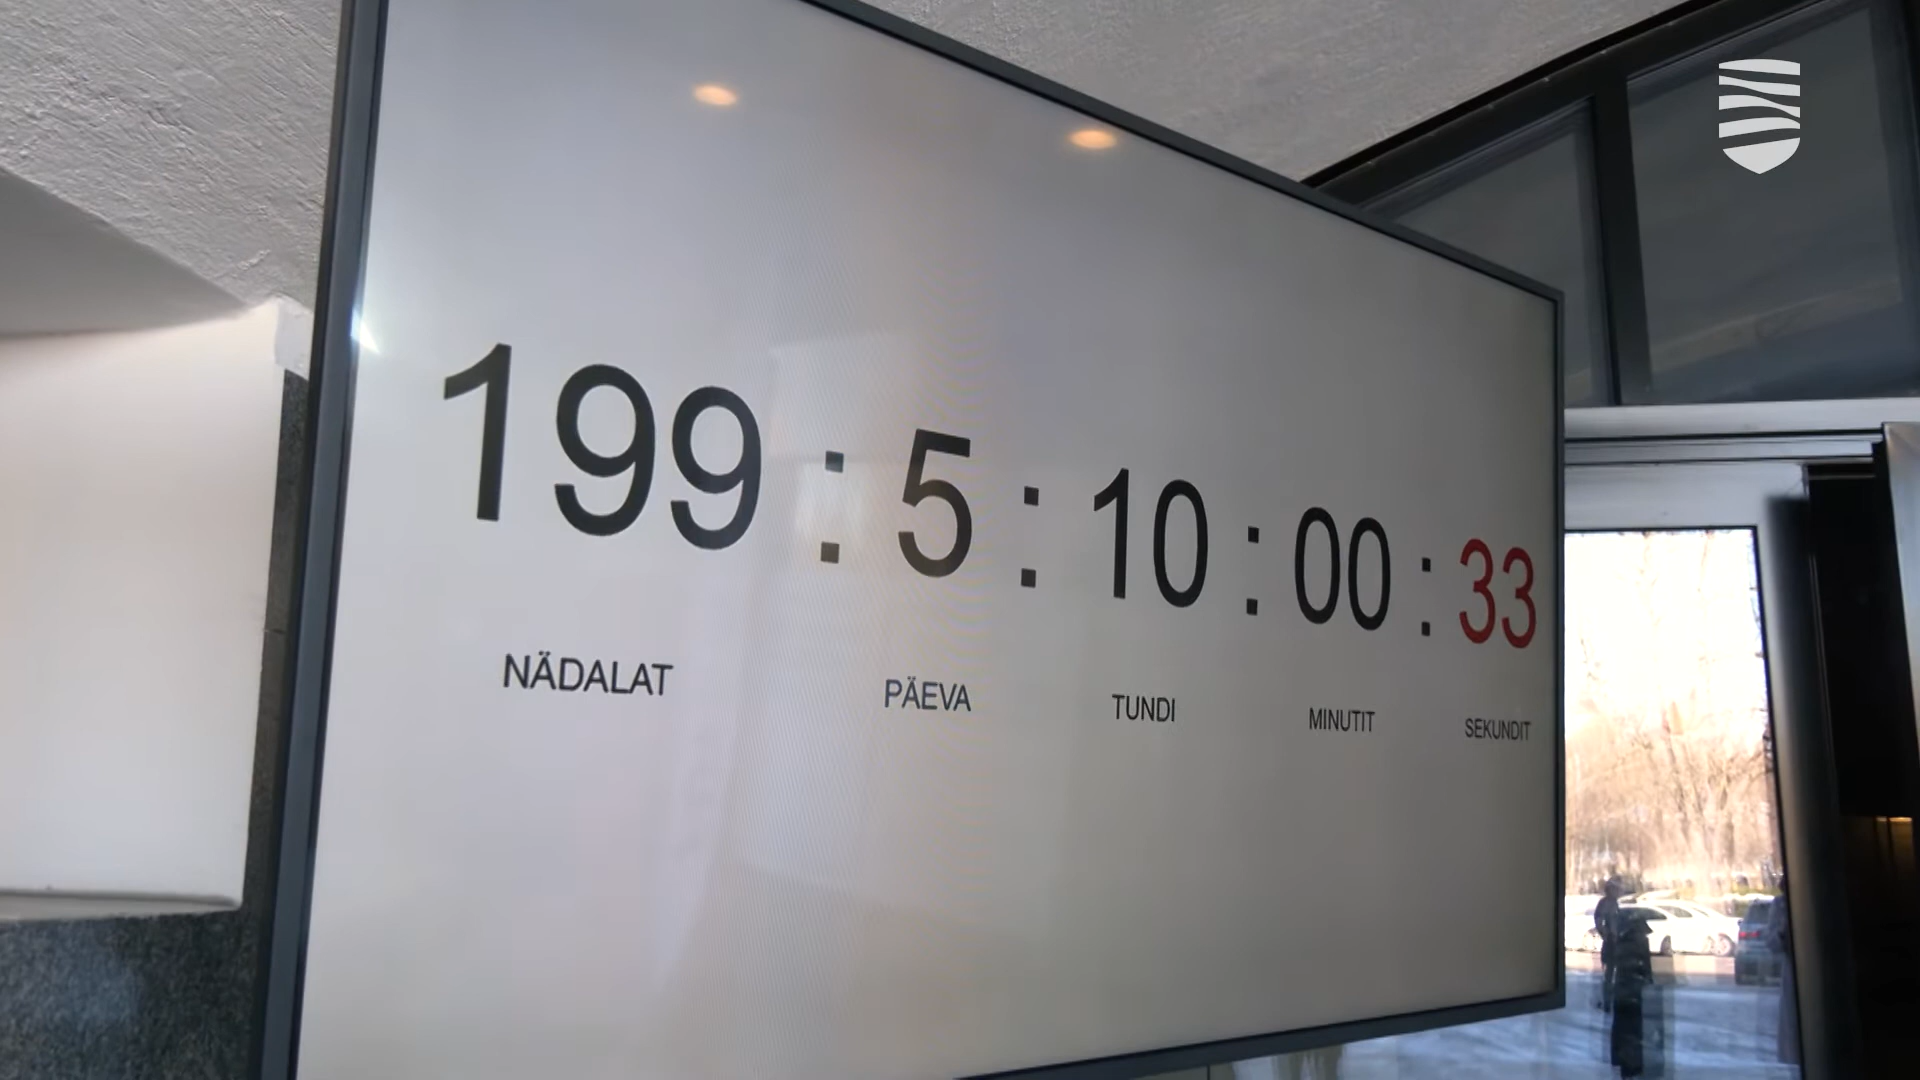 199 : 5 : 10 : 00 : 33
NÄDALAT PÄEVA TUNDI MINUTIT SEKUNDIT